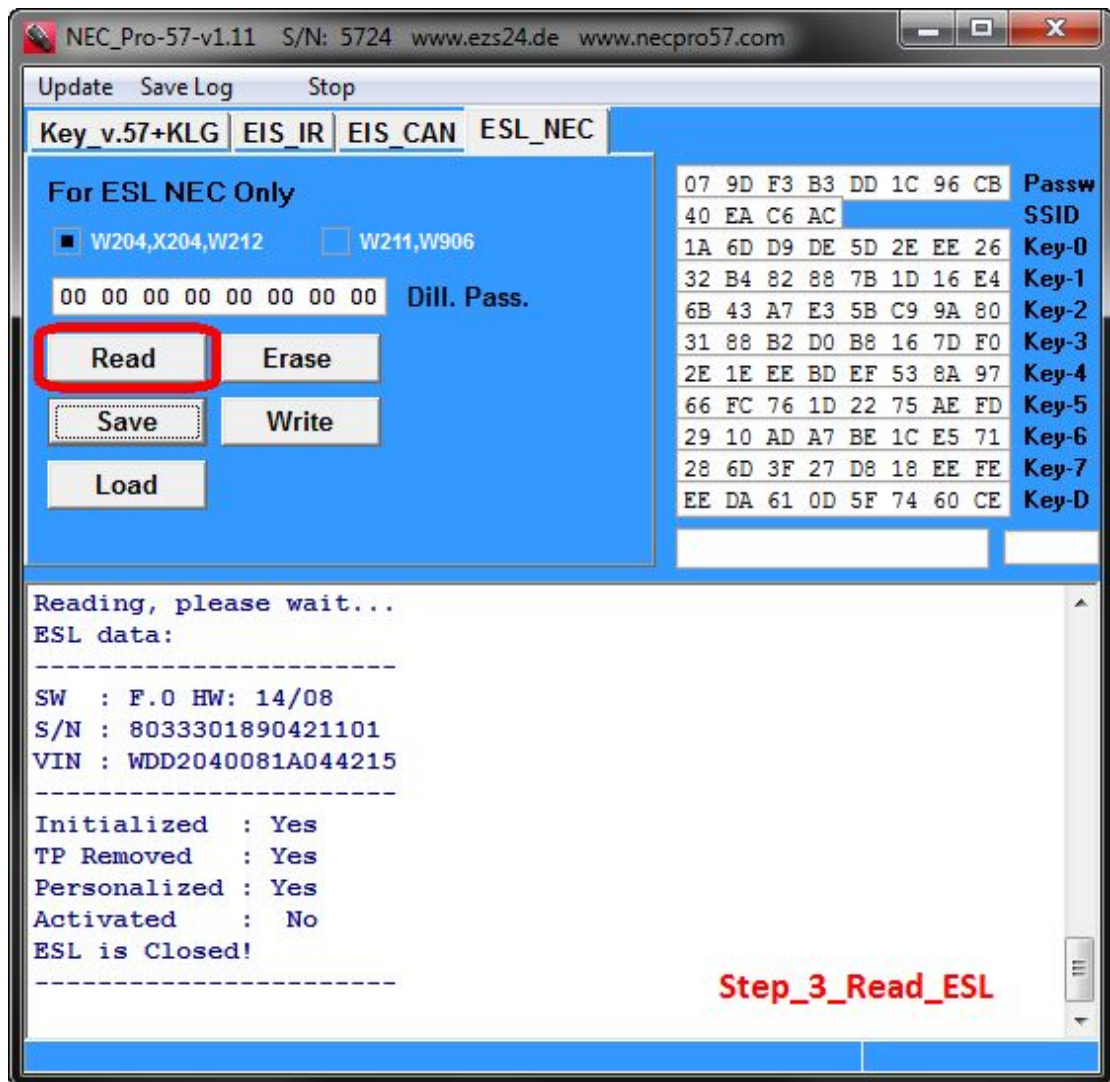 NEC_Pro-57-v1.11 S/N: 5724 www.ezs24.de www.necpro57.com
Update Save Log Stop
Key_v.57+KLG EIS_IR EIS_CAN ESL_NEC
For ESL NEC Only
W204,X204,W212 W211,W906
00 00 00 00 00 00 00 00 Dill. Pass.
Read Erase
Save Write
Load
07 9D F3 B3 DD 1C 96 CB Passw
40 EA C6 AC SSID
1A 6D D9 DE 5D 2E EE 26 Key-0
32 B4 82 88 7B 1D 16 E4 Key-1
6B 43 A7 E3 5B C9 9A 80 Key-2
31 88 B2 D0 B8 16 7D F0 Key-3
2E 1E EE BD EF 53 8A 97 Key-4
66 FC 76 1D 22 75 AE FD Key-5
29 10 AD A7 BE 1C E5 71 Key-6
28 6D 3F 27 D8 18 EE FE Key-7
EE DA 61 0D 5F 74 60 CE Key-D
Reading, please wait...
ESL data:
-----------------------
SW : F.0 HW: 14/08
S/N : 8033301890421101
VIN : WDD2040081A044215
-----------------------
Initialized : Yes
TP Removed : Yes
Personalized : Yes
Activated : No
ESL is Closed!
-----------------------
Step_3_Read_ESL